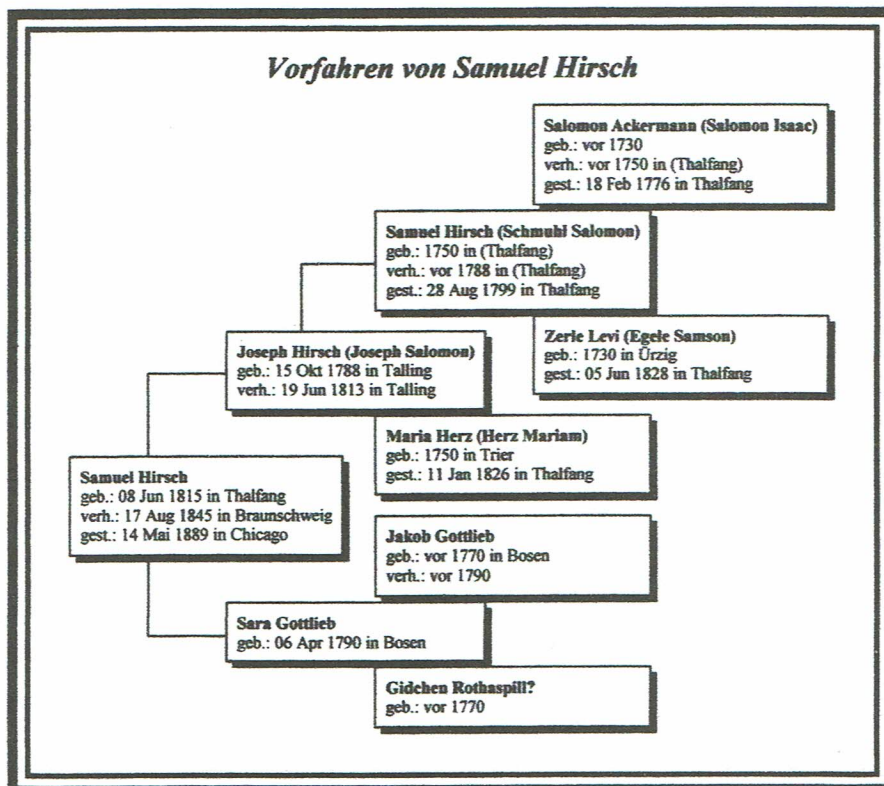 Vorfahren von Samuel Hirsch
Salomon Ackermann (Salomon Isaac)
geb.: vor 1730
verh.: vor 1750 in (Thalfang)
gest.: 18 Feb 1776 in Thalfang
Samuel Hirsch (Schmuhl Salomon)
geb.: 1750 in (Thalfang)
verh.: vor 1788 in (Thalfang)
gest.: 28 Aug 1799 in Thalfang
Zerle Levi (Egele Samson)
geb.: 1730 in Ürzig
gest.: 05 Jun 1828 in Thalfang
Joseph Hirsch (Joseph Salomon)
geb.: 15 Okt 1788 in Talling
verh.: 19 Jun 1813 in Talling
Maria Herz (Herz Mariam)
geb.: 1750 in Trier
gest.: 11 Jan 1826 in Thalfang
Samuel Hirsch
geb.: 08 Jun 1815 in Thalfang
verh.: 17 Aug 1845 in Braunschweig
gest.: 14 Mai 1889 in Chicago
Jakob Gottlieb
geb.: vor 1770 in Bosen
verh.: vor 1790
Sara Gottlieb
geb.: 06 Apr 1790 in Bosen
Gidchen Rothaspill?
geb.: vor 1770